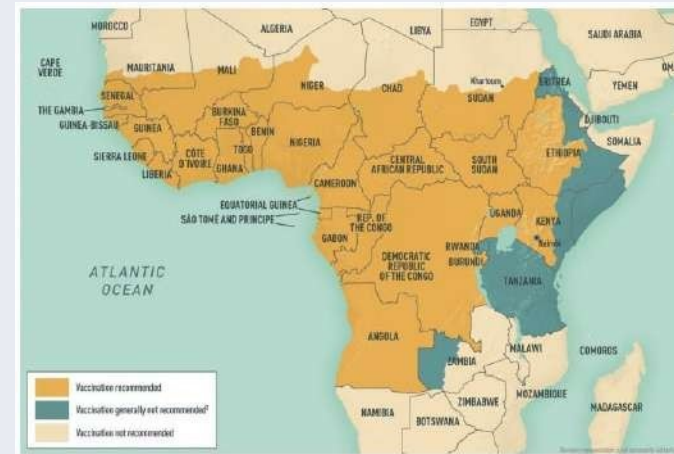 MOROCCO
ALGERIA
LIBYA
EGYPT
SAUDI ARABIA
CAPE
VERDE
MAURITANIA
MALI
NIGER
CHAD
Khartoum
SUDAN
ERITREA
YEMEN
OM
SENEGAL
THE GAMBIA
GUINEA-BISSAU
GUINEA
BURKINA
FASO
BENIN
NIGERIA
DJIBOUTI
SOMALIA
SIERRA LEONE
LIBERIA
CÔTE
D'IVOIRE
TOGO
GHANA
CENTRAL
AFRICAN REPUBLIC
SOUTH
SUDAN
ETHIOPIA
CAMEROON
EQUATORIAL GUINEA
SÃO TOMÉ AND PRINCIPE
REP. OF
THE CONGO
GABON
UGANDA
KENYA
Nairobi
DEMOCRATIC
REPUBLIC
OF THE CONGO
RWANDA
BURUNDI
TANZANIA
ATLANTIC
OCEAN
ANGOLA
ZAMBIA
MALAWI
COMOROS
MOZAMBIQUE
ZIMBABWE
MADAGASCAR
NAMIBIA
BOTSWANA
Vaccination recommended
Vaccination generally not recommended
Vaccination not recommended